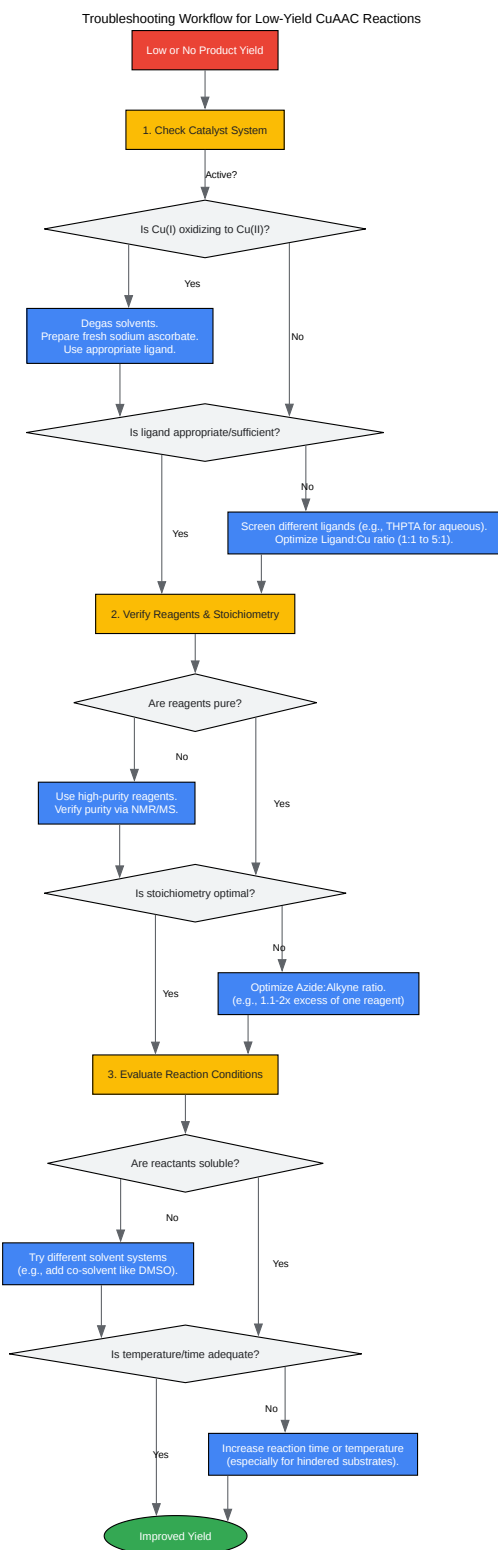 Troubleshooting Workflow for Low-Yield CuAAC Reactions
Low or No Product Yield
1. Check Catalyst System
Active?
Is Cu(I) oxidizing to Cu(II)?
Yes
Degas solvents.
Prepare fresh sodium ascorbate.
Use appropriate ligand.
No
Is ligand appropriate/sufficient?
No
Screen different ligands (e.g., THPTA for aqueous).
Optimize Ligand:Cu ratio (1:1 to 5:1).
Yes
2. Verify Reagents & Stoichiometry
Are reagents pure?
No
Use high-purity reagents.
Verify purity via NMR/MS.
Yes
Is stoichiometry optimal?
No
Optimize Azide:Alkyne ratio.
(e.g., 1.1-2x excess of one reagent)
Yes
3. Evaluate Reaction Conditions
Are reactants soluble?
No
Try different solvent systems
(e.g., add co-solvent like DMSO).
Yes
Is temperature/time adequate?
No
Increase reaction time or temperature
(especially for hindered substrates).
Yes
Improved Yield